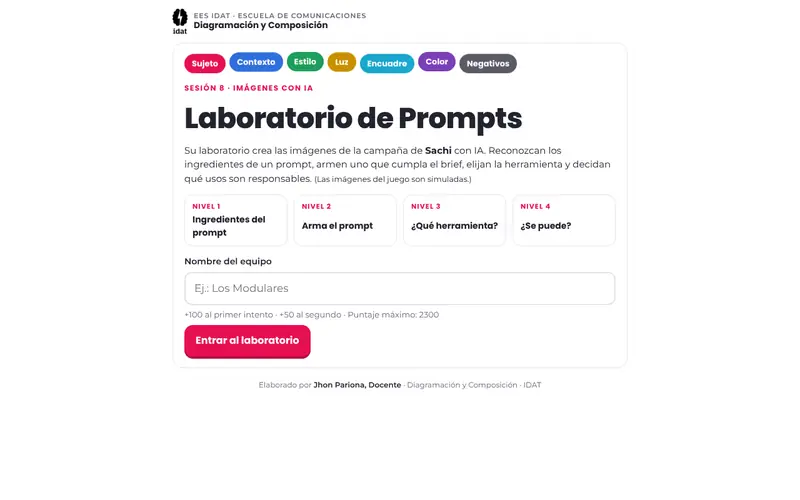 EES IDAT · ESCUELA DE COMUNICACIONES
Diagramación y Composición
idat
Sujeto
Contexto
Estilo
Luz
Encuadre
Color
Negativos
SESIÓN 8 · IMÁGENES CON IA
Laboratorio de Prompts
Su laboratorio crea las imágenes de la campaña de Sachi con IA. Reconozcan los
ingredientes de un prompt, armen uno que cumpla el brief, elijan la herramienta y decidan
qué usos son responsables. (Las imágenes del juego son simuladas.)
NIVEL 1
Ingredientes del
prompt
NIVEL 2
Arma el prompt
NIVEL 3
¿Qué herramienta?
NIVEL 4
¿Se puede?
Nombre del equipo
Ej.: Los Modulares
+100 al primer intento · +50 al segundo · Puntaje máximo: 2300
Entrar al laboratorio
Elaborado por Jhon Pariona, Docente · Diagramación y Composición · IDAT